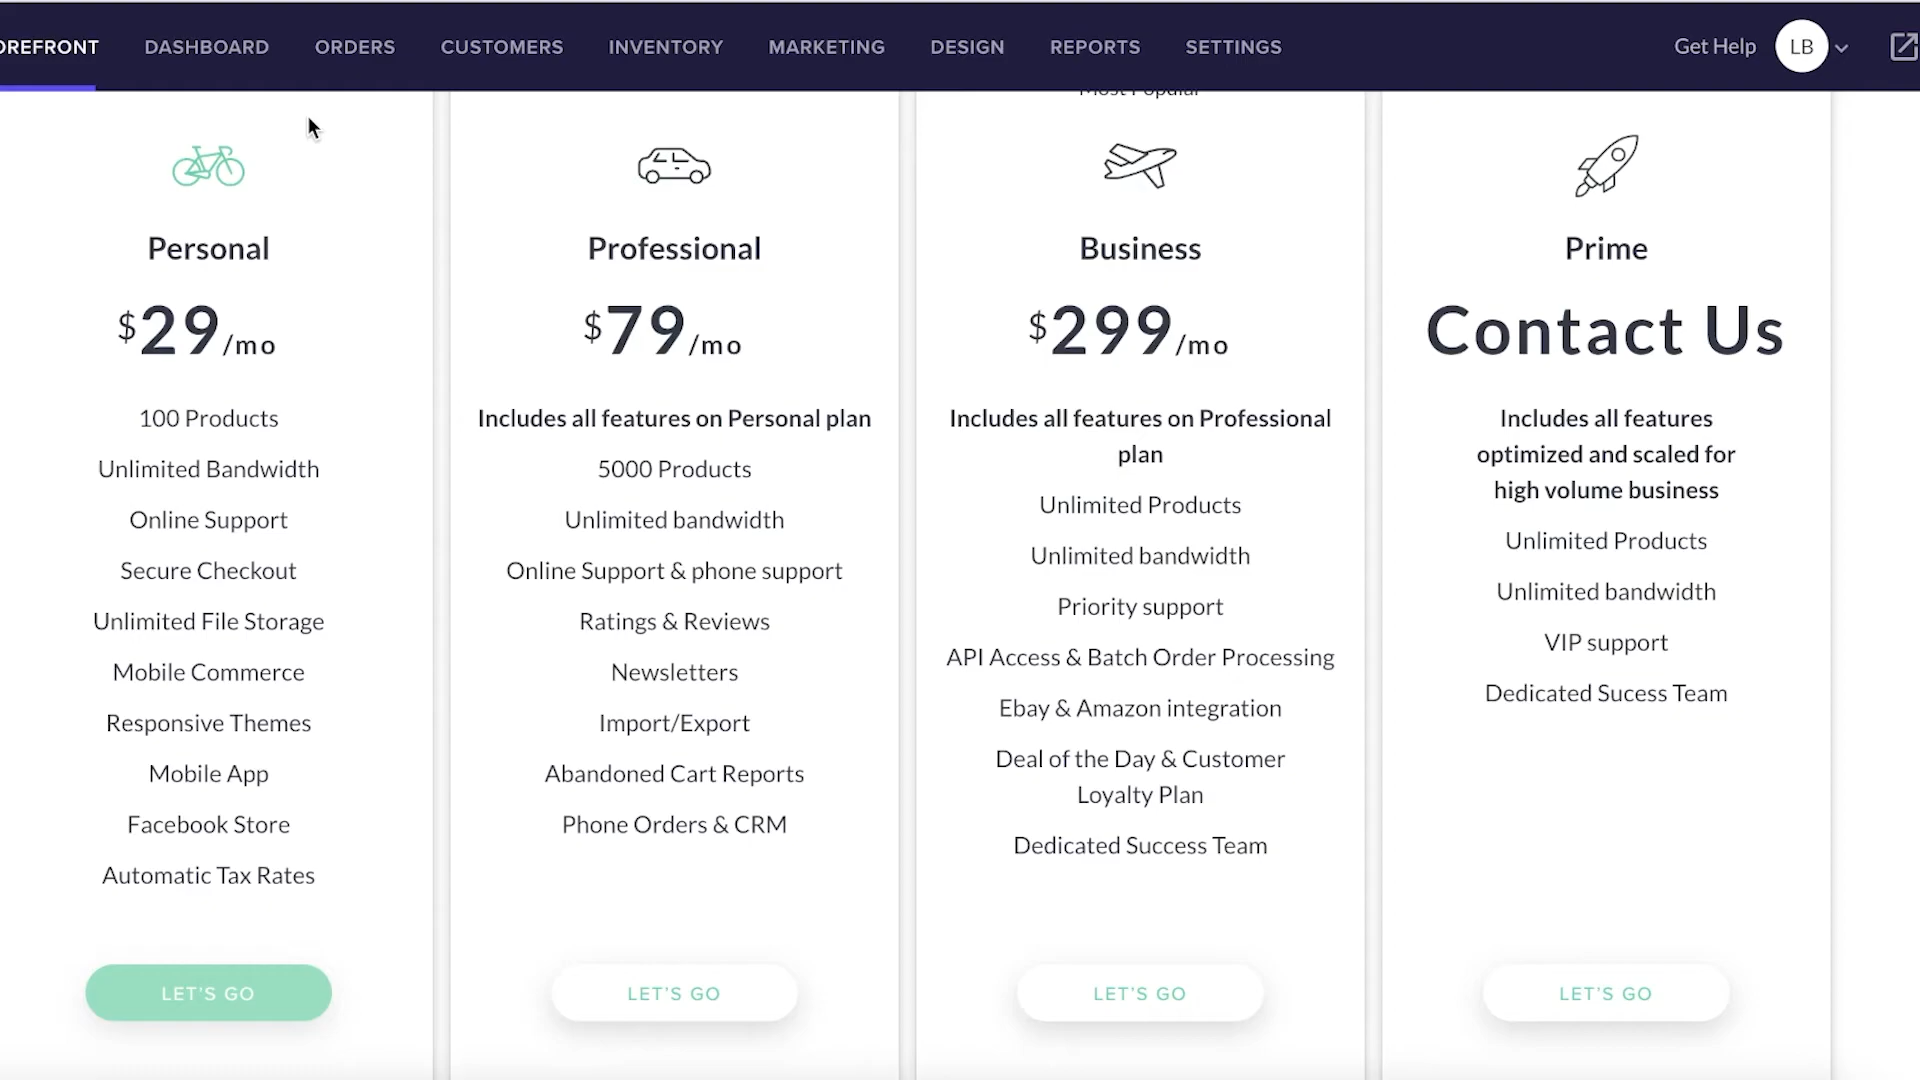 OREFRONT DASHBOARD ORDERS CUSTOMERS INVENTORY MARKETING DESIGN REPORTS SETTINGS Get Help LB
Most Popular
Personal
$29/mo
100 Products
Unlimited Bandwidth
Online Support
Secure Checkout
Unlimited File Storage
Mobile Commerce
Responsive Themes
Mobile App
Facebook Store
Automatic Tax Rates
LET'S GO
Professional
$79/mo
Includes all features on Personal plan
5000 Products
Unlimited bandwidth
Online Support & phone support
Ratings & Reviews
Newsletters
Import/Export
Abandoned Cart Reports
Phone Orders & CRM
LET'S GO
Business
$299/mo
Includes all features on Professional
plan
Unlimited Products
Unlimited bandwidth
Priority support
API Access & Batch Order Processing
Ebay & Amazon integration
Deal of the Day & Customer
Loyalty Plan
Dedicated Success Team
LET'S GO
Prime
Contact Us
Includes all features
optimized and scaled for
high volume business
Unlimited Products
Unlimited bandwidth
VIP support
Dedicated Sucess Team
LET'S GO